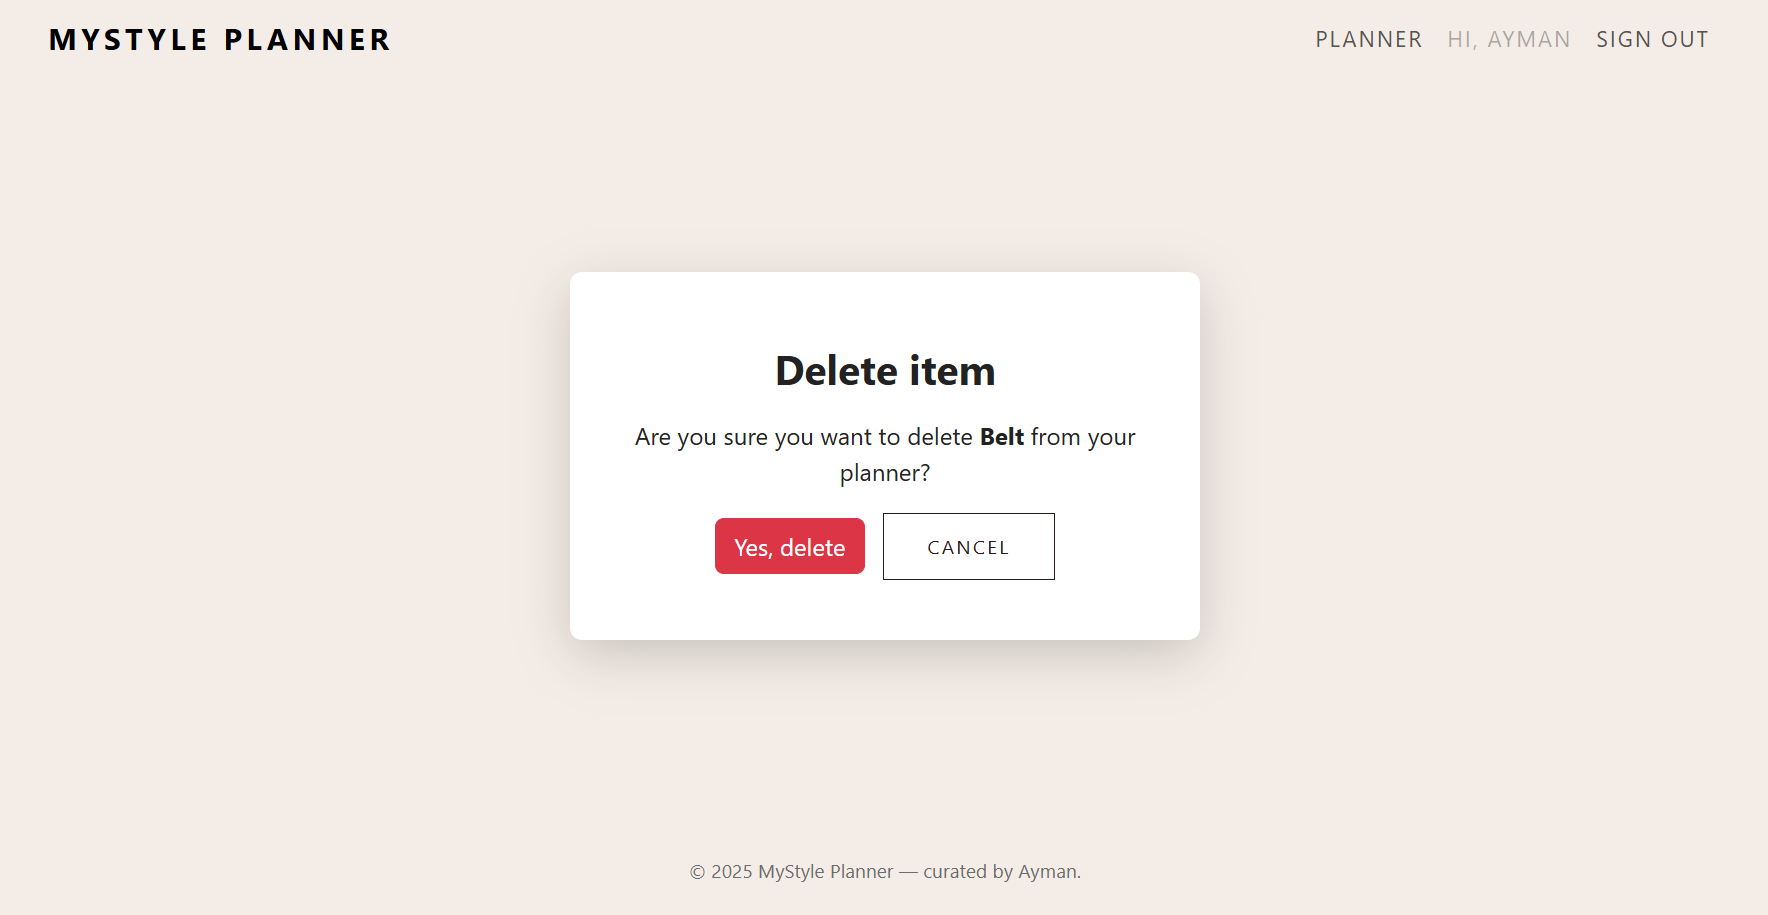 MYSTYLE PLANNER
PLANNER HI, AYMAN SIGN OUT
Delete item
Are you sure you want to delete Belt from your
planner?
Yes, delete CANCEL
© 2025 MyStyle Planner — curated by Ayman.